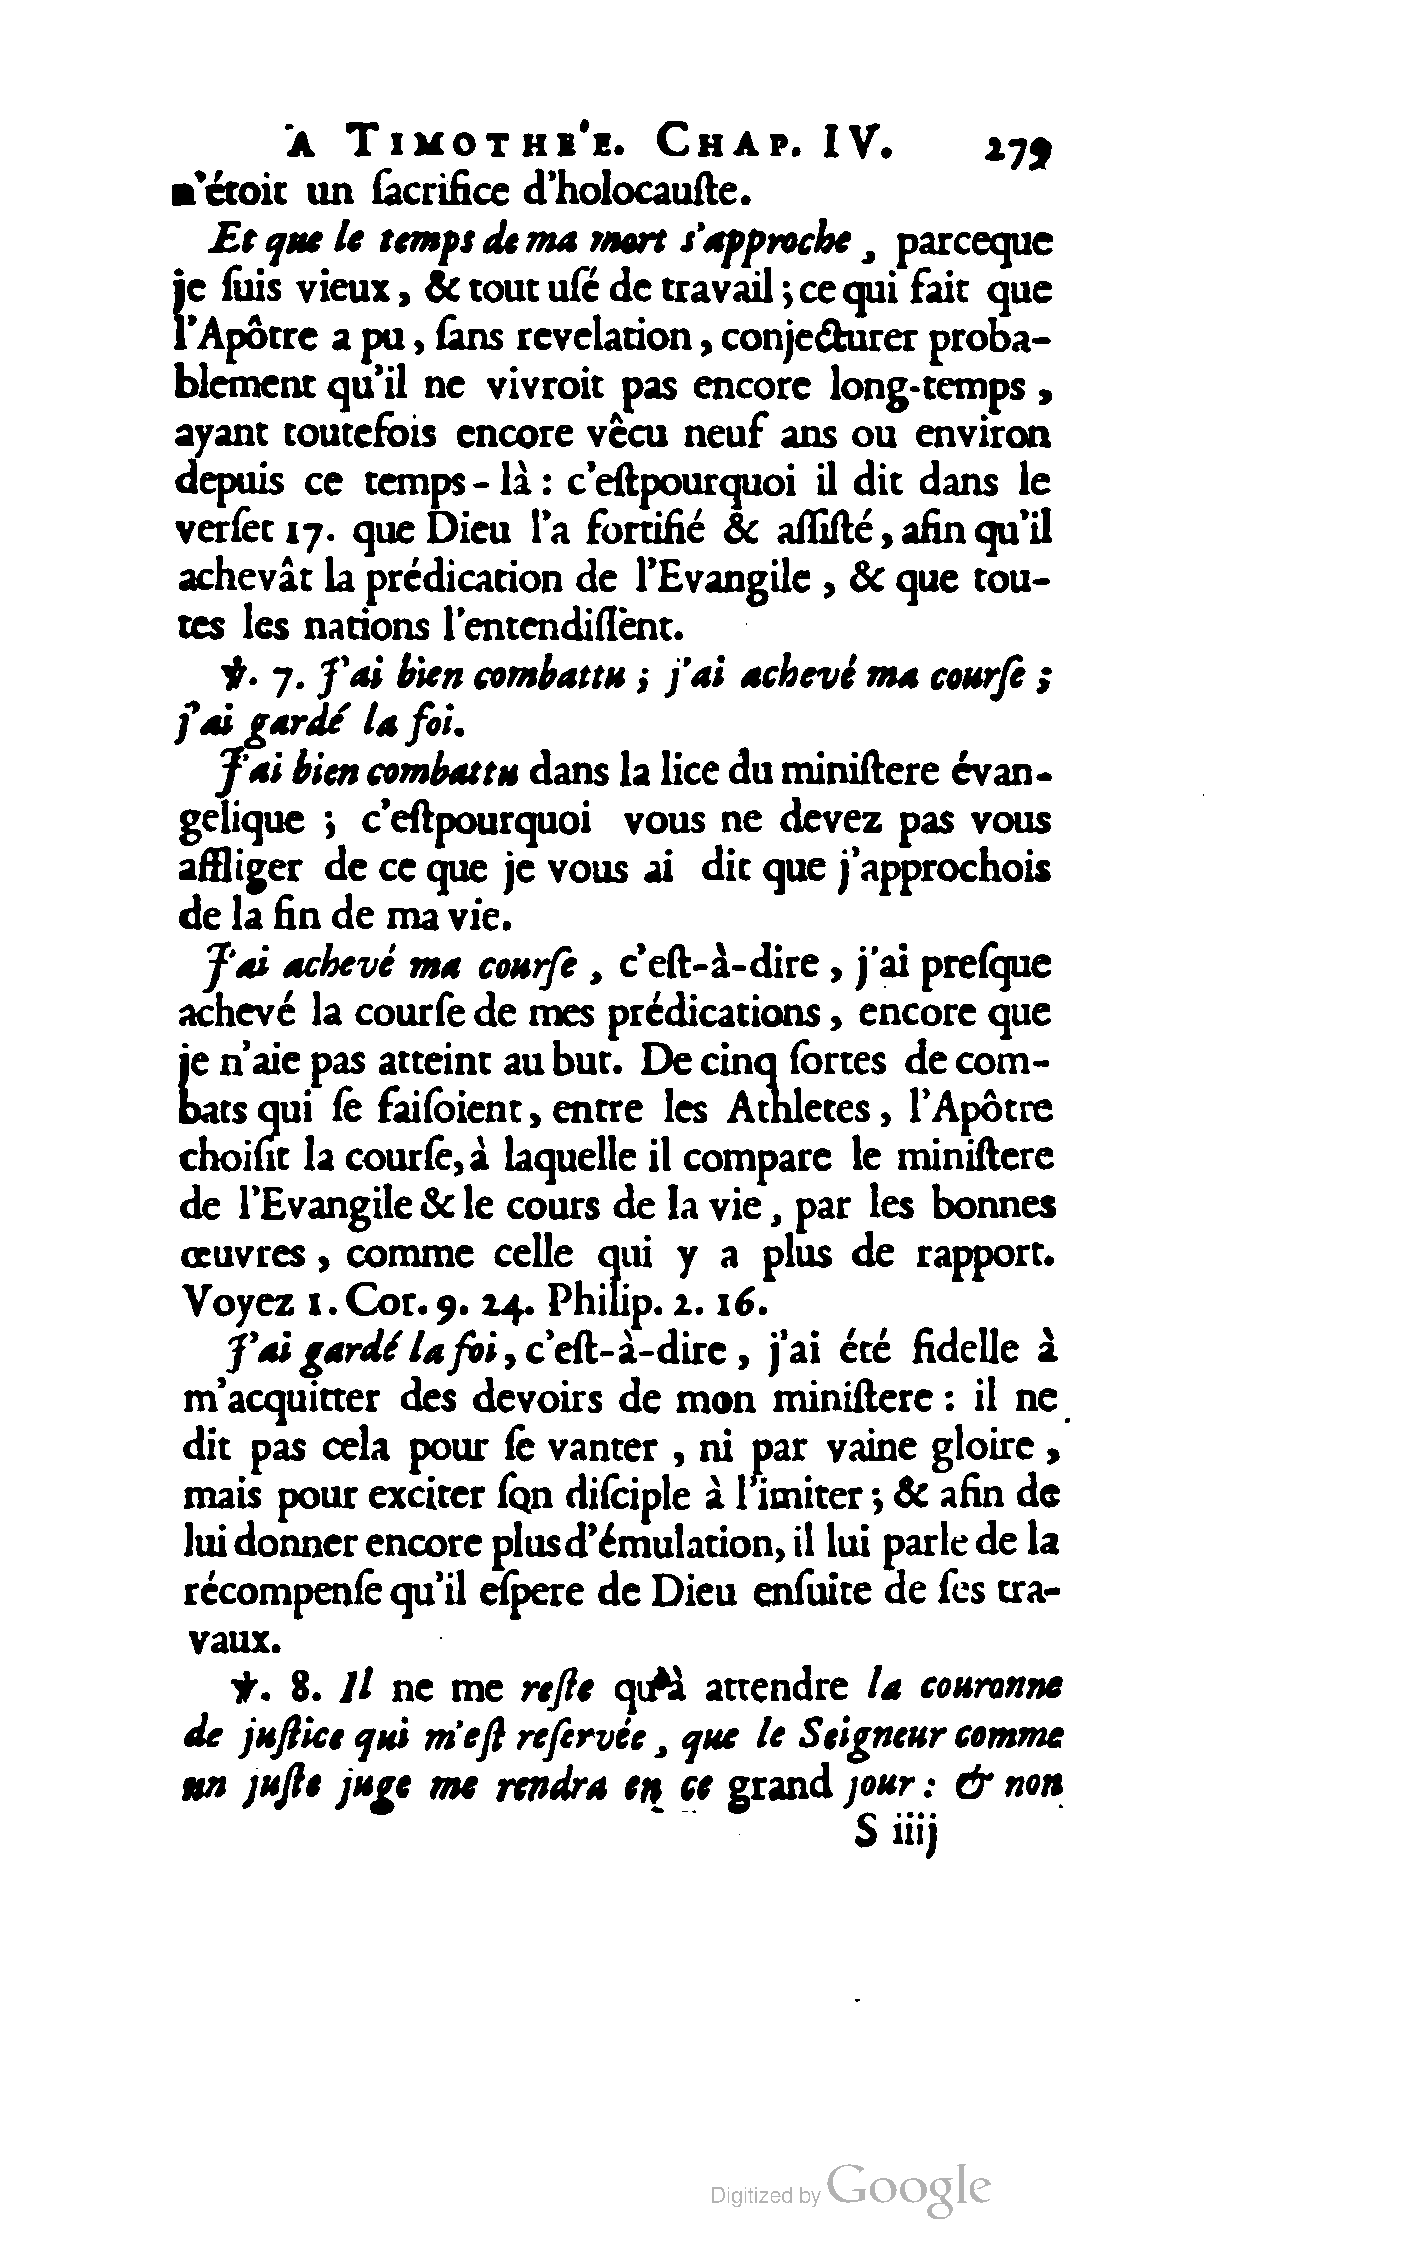 A TIMOTHE'E. CHAP. IV. 279
n'étoit un ſacrifice d'holocauſte.
Et que le temps de ma mort s'approche, parceque
je ſuis vieux, & tout uſé de travail; ce qui fait que
l'Apôtre a pu, ſans revelation, conjecturer proba-
blement qu'il ne vivroit pas encore long-temps,
ayant toutefois encore vêcu neuf ans ou environ
depuis ce temps-là: c'eſtpourquoi il dit dans le
verſet 17. que Dieu l'a fortifié & aſſiſté, afin qu'il
achevât la prédication de l'Evangile, & que tou-
tes les nations l'entendiſſent.
℣. 7. J'ai bien combattu; j'ai achevé ma courſe;
j'ai gardé la foi.
J'ai bien combattu dans la lice du miniſtere évan-
gelique; c'eſtpourquoi vous ne devez pas vous
affliger de ce que je vous ai dit que j'approchois
de la fin de ma vie.
J'ai achevé ma courſe, c'eſt-à-dire, j'ai preſque
achevé la courſe de mes prédications, encore que
je n'aie pas atteint au but. De cinq ſortes de com-
bats qui ſe faiſoient, entre les Athletes, l'Apôtre
choiſit la courſe, à laquelle il compare le miniſtere
de l'Evangile & le cours de la vie, par les bonnes
œuvres, comme celle qui y a plus de rapport.
Voyez 1. Cor. 9. 24. Philip. 2. 16.
J'ai gardé la foi, c'eſt-à-dire, j'ai été fidelle à
m'acquitter des devoirs de mon miniſtere: il ne
dit pas cela pour ſe vanter, ni par vaine gloire,
mais pour exciter ſon diſciple à l'imiter; & afin de
lui donner encore plus d'émulation, il lui parle de la
récompenſe qu'il eſpere de Dieu enſuite de ſes tra-
vaux.
℣. 8. Il ne me reſte qu'à attendre la couronne
de juſtice qui m'eſt reſervée, que le Seigneur comme
un juſte juge me rendra en ce grand jour: & non
S iiij
Digitized by Google